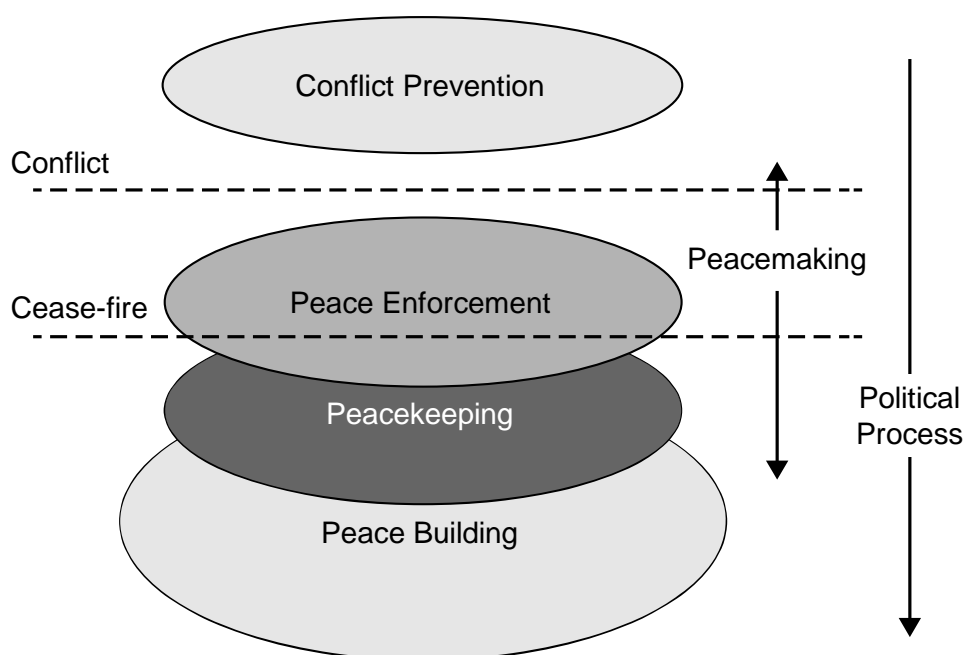 Conflict Prevention
Conflict
Peacemaking
Cease-fire
Peace Enforcement
Political
Process
Peacekeeping
Peace Building